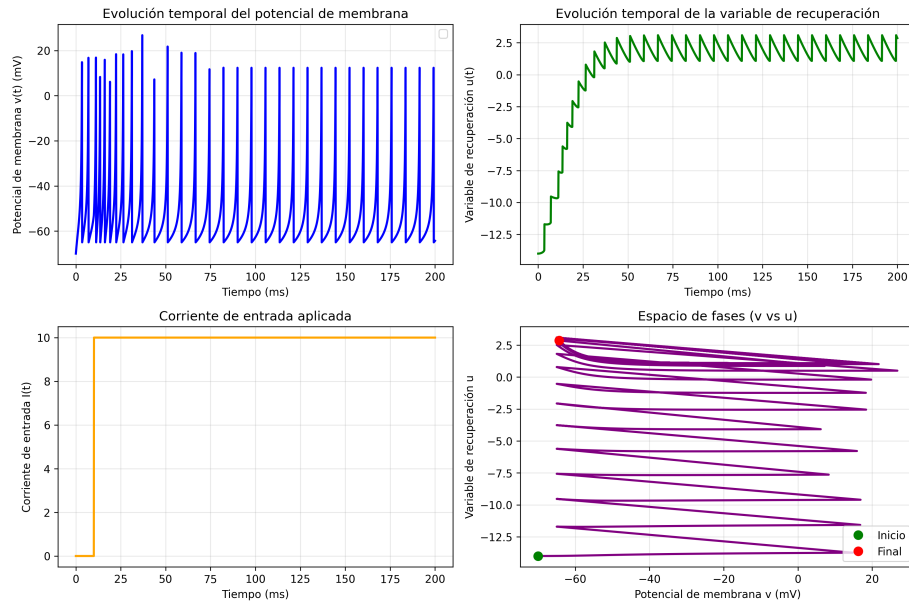 Evolución temporal del potencial de membrana
Potencial de membrana v(t) (mV)
20
0
−20
−40
−60
0 25 50 75 100 125 150 175 200
Tiempo (ms)
Evolución temporal de la variable de recuperación
Variable de recuperación u(t)
2.5
0.0
−2.5
−5.0
−7.5
−10.0
−12.5
0 25 50 75 100 125 150 175 200
Tiempo (ms)
Corriente de entrada aplicada
Corriente de entrada I(t)
10
8
6
4
2
0
0 25 50 75 100 125 150 175 200
Tiempo (ms)
Espacio de fases (v vs u)
Variable de recuperación u
2.5
0.0
−2.5
−5.0
−7.5
−10.0
−12.5
Inicio
Final
−60 −40 −20 0 20
Potencial de membrana v (mV)